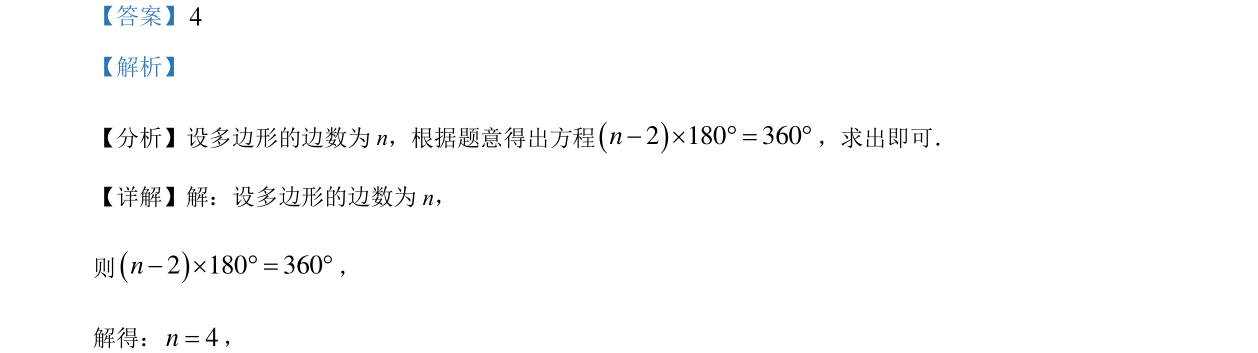 【答案】4
【解析】
【分析】设多边形的边数为 n，根据题意得出方程(n−2)×180°=360°，求出即可．
【详解】解：设多边形的边数为 n，
则(n−2)×180°=360°，
解得：n=4，